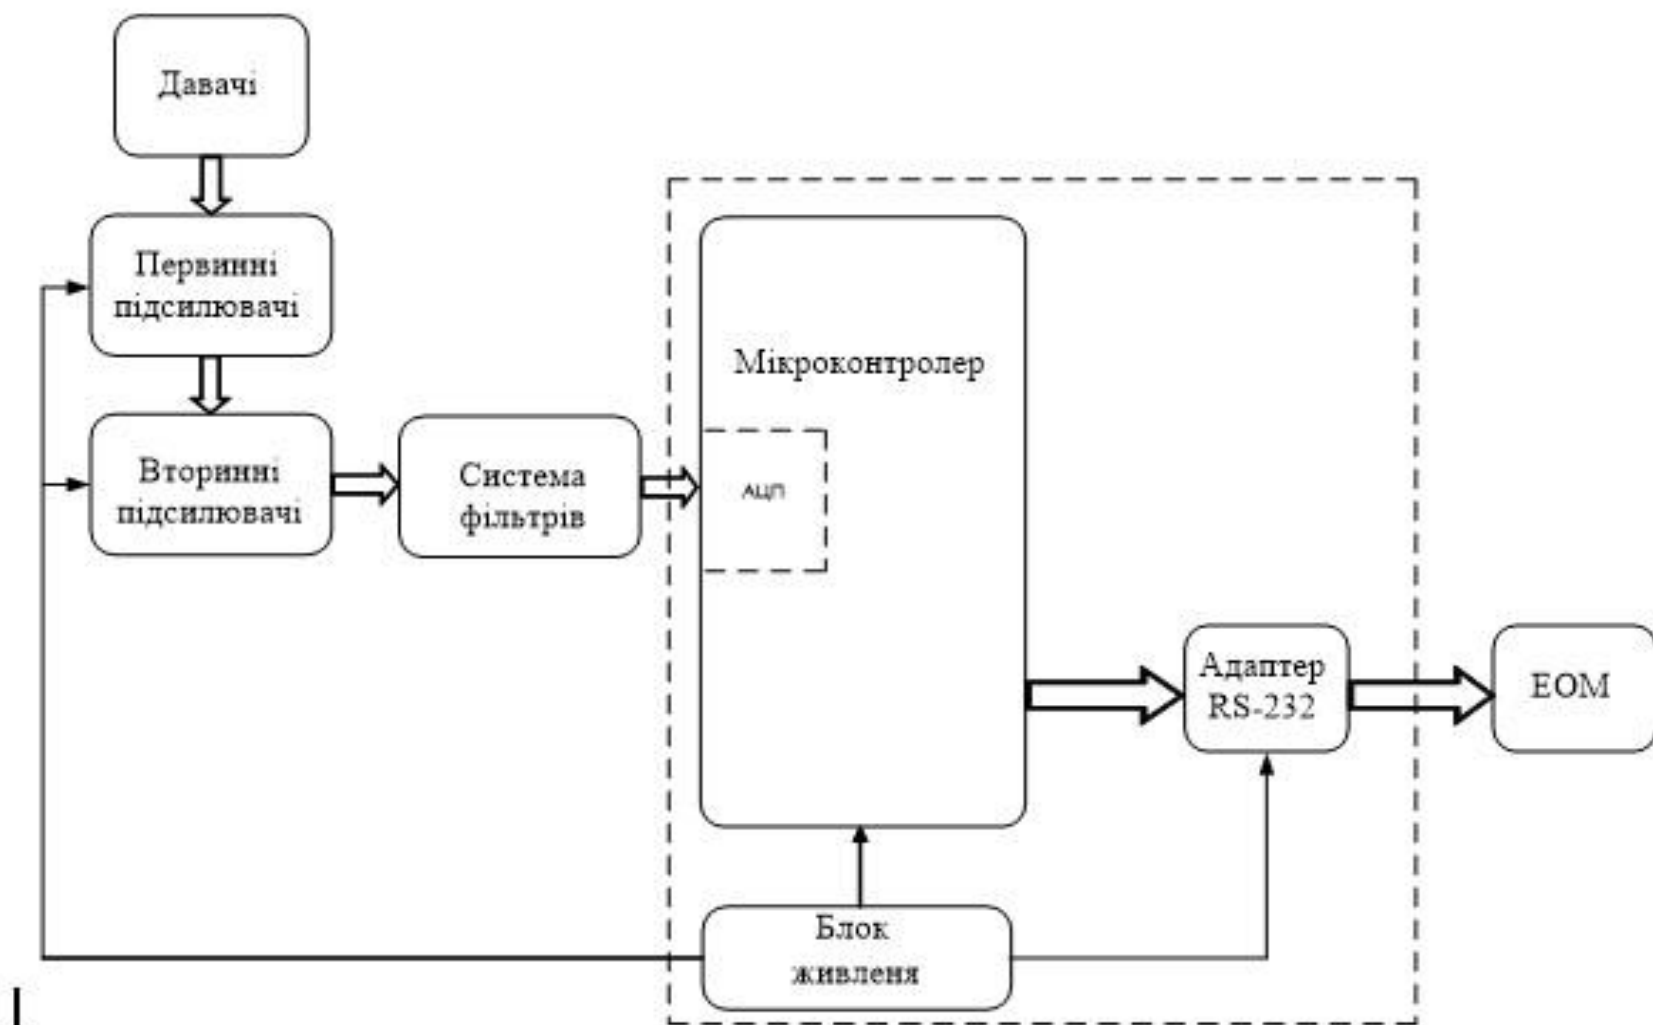 Давачі
Первинні
підсилювачі
Вторинні
підсилювачі
Система
фільтрів
Мікроконтролер
АЦП
Адаптер
RS-232
ЕОМ
Блок
живленя